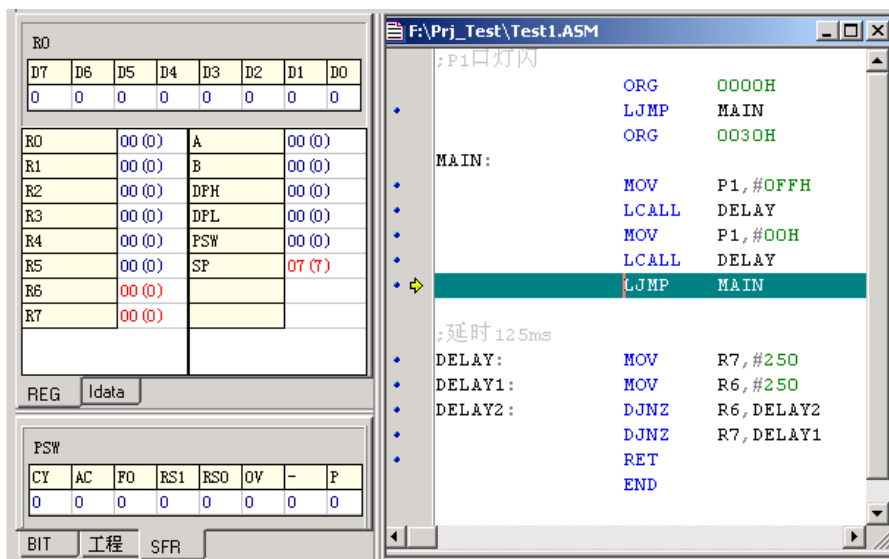 R0
D7 D6 D5 D4 D3 D2 D1 D0
0 0 0 0 0 0 0 0
R0 00(0) A 00(0)
R1 00(0) B 00(0)
R2 00(0) DPH 00(0)
R3 00(0) DPL 00(0)
R4 00(0) PSW 00(0)
R5 00(0) SP 07(7)
R6 00(0)
R7 00(0)
REG Idata
PSW
CY AC F0 RS1 RS0 OV - P
0 0 0 0 0 0 0 0
BIT 工程 SFR
F:\Prj_Test\Test1.ASM
;P1口灯闪
ORG 0000H
LJMP MAIN
ORG 0030H
MAIN:
MOV P1,#0FFH
LCALL DELAY
MOV P1,#00H
LCALL DELAY
LJMP MAIN
;延时125ms
DELAY: MOV R7,#250
DELAY1: MOV R6,#250
DELAY2: DJNZ R6,DELAY2
DJNZ R7,DELAY1
RET
END